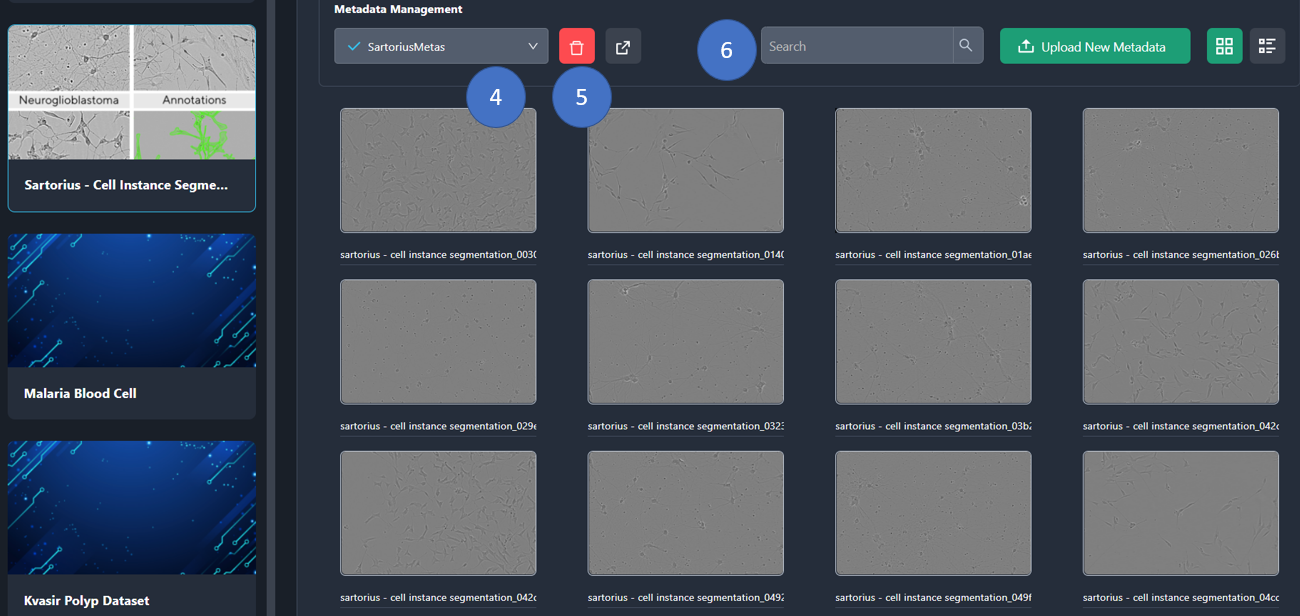 Metadata Management
SartoriusMetas
6
Search
Upload New Metadata
4
5
Neuroglioblastoma
Annotations
Sartorius - Cell Instance Segme...
Malaria Blood Cell
Kvasir Polyp Dataset
sartorius - cell instance segmentation_0030
sartorius - cell instance segmentation_0140
sartorius - cell instance segmentation_01ae
sartorius - cell instance segmentation_026b
sartorius - cell instance segmentation_029e
sartorius - cell instance segmentation_0323
sartorius - cell instance segmentation_03b2
sartorius - cell instance segmentation_042c
sartorius - cell instance segmentation_042c
sartorius - cell instance segmentation_0492
sartorius - cell instance segmentation_049f
sartorius - cell instance segmentation_04cc